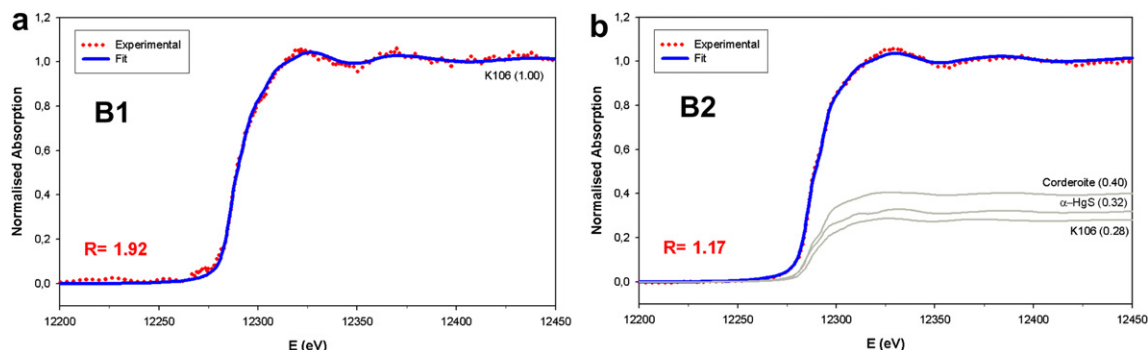 a
1,2
1,0
0,8
0,6
0,4
0,2
0,0
Normalised Absorption
Experimental
Fit
K106 (1.00)
B1
R= 1.92
12200
12250
12300
12350
12400
12450
E (eV)
b
1,2
1,0
0,8
0,6
0,4
0,2
0,0
Normalised Absorption
Experimental
Fit
B2
Corderoite (0.40)
α–HgS (0.32)
K106 (0.28)
R= 1.17
12200
12250
12300
12350
12400
12450
E (eV)